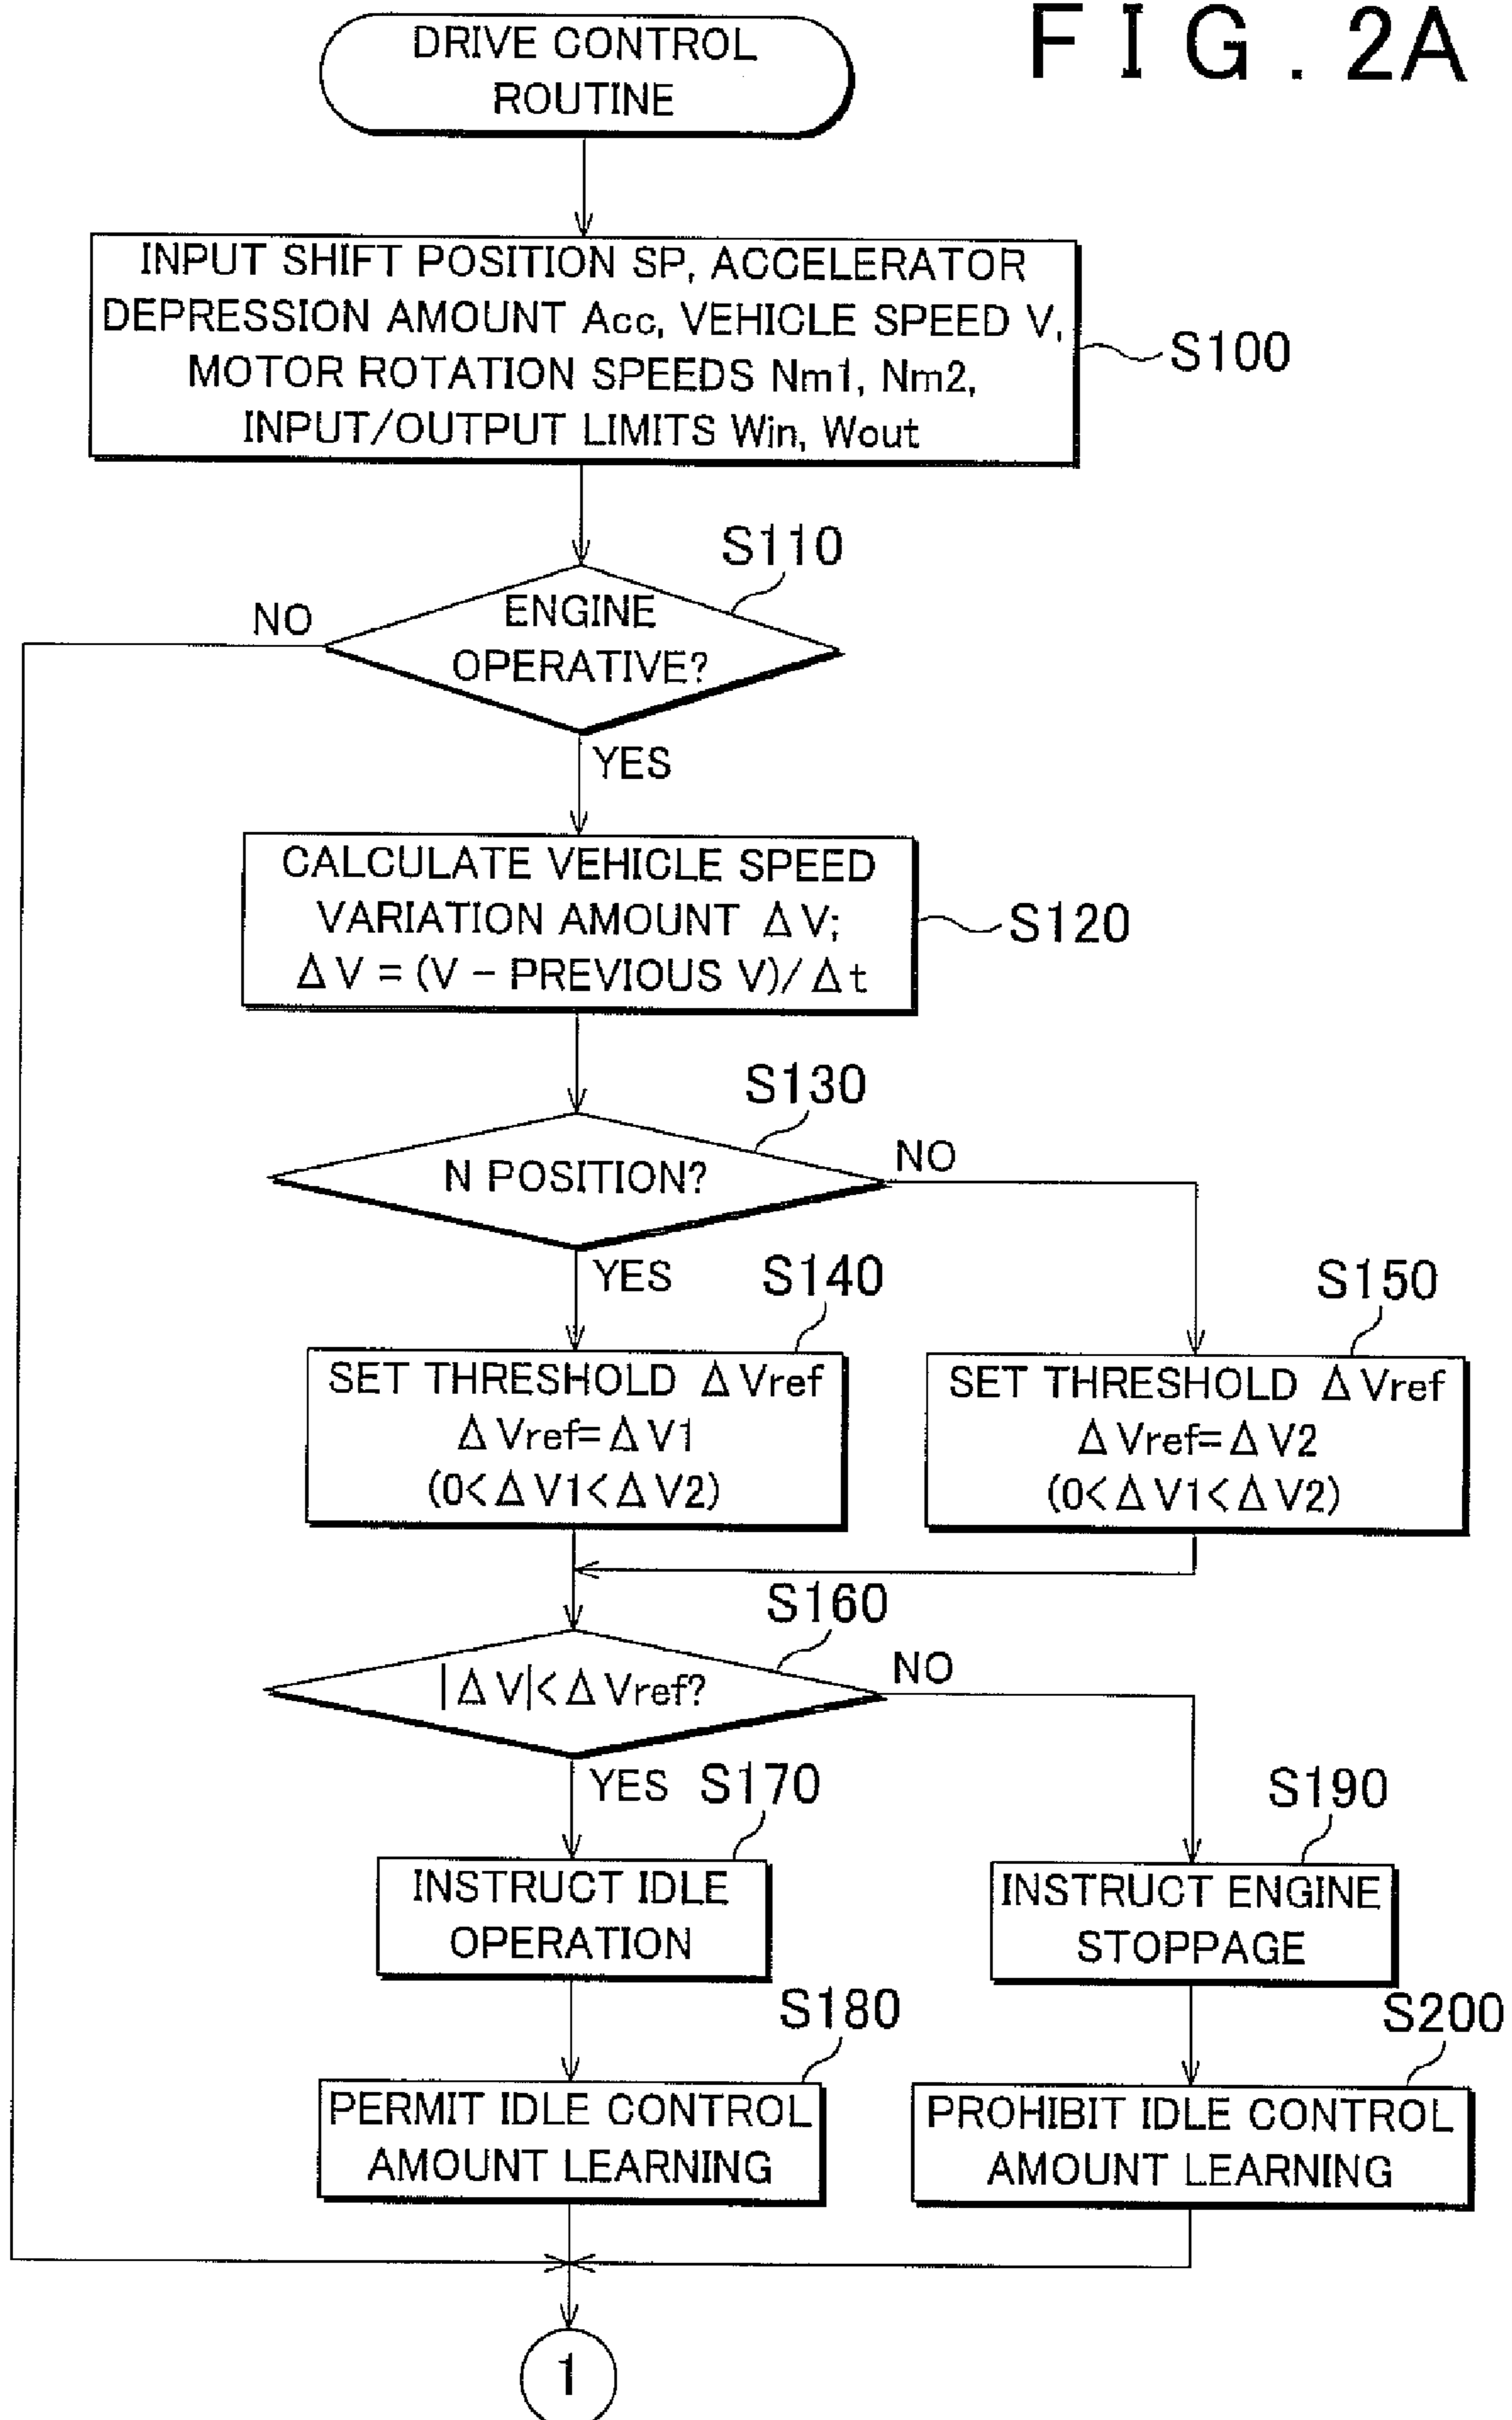 FIG. 2A
DRIVE CONTROL
ROUTINE
INPUT SHIFT POSITION SP, ACCELERATOR
DEPRESSION AMOUNT Acc, VEHICLE SPEED V,
MOTOR ROTATION SPEEDS Nm1, Nm2,
INPUT/OUTPUT LIMITS Win, Wout
S100
S110
NO
ENGINE
OPERATIVE?
YES
CALCULATE VEHICLE SPEED
VARIATION AMOUNT ΔV;
ΔV = (V - PREVIOUS V)/Δt
S120
S130
N POSITION?
NO
YES
S140
S150
SET THRESHOLD ΔVref
ΔVref=ΔV1
(0<ΔV1<ΔV2)
SET THRESHOLD ΔVref
ΔVref=ΔV2
(0<ΔV1<ΔV2)
S160
|ΔV|<ΔVref?
NO
YES
S170
S190
INSTRUCT IDLE
OPERATION
INSTRUCT ENGINE
STOPPAGE
S180
S200
PERMIT IDLE CONTROL
AMOUNT LEARNING
PROHIBIT IDLE CONTROL
AMOUNT LEARNING
1